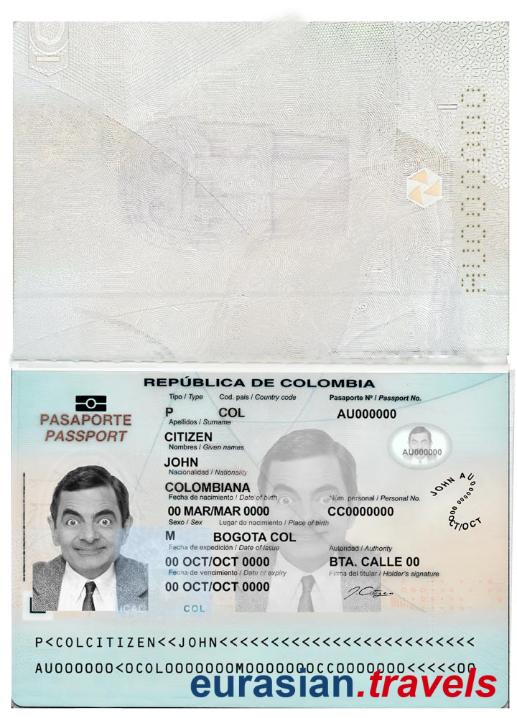 AU000000
REPÚBLICA DE COLOMBIA
PASAPORTE
PASSPORT
Tipo / Type Cod. país / Country code Pasaporte Nº / Passport No.
P COL AU000000
Apellidos / Surname
CITIZEN
Nombres / Given names
JOHN
Nacionalidad / Nationality
COLOMBIANA
Fecha de nacimiento / Date of birth Núm. personal / Personal No.
00 MAR/MAR 0000 CC0000000
Sexo / Sex Lugar de nacimiento / Place of birth
M BOGOTA COL
Fecha de expedición / Date of issue Autoridad / Authority
00 OCT/OCT 0000 BTA. CALLE 00
Fecha de vencimiento / Date of expiry Firma del titular / Holder's signature
00 OCT/OCT 0000 J.Citizen
COL
AU000000
JOHN AU
OCT/OCT
P<COLCITIZEN<<JOHN<<<<<<<<<<<<<<<<<<<<<<<<<<
AU000000<0COL0000000M0000000CC0000000<<<<<00
eurasian.travels